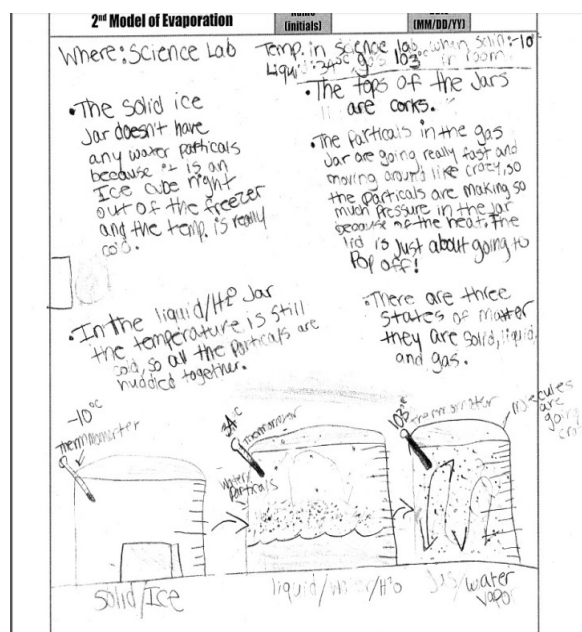 2nd Model of Evaporation
Name
(initials)
(MM/DD/YY)
Where: Science Lab
Temp. in science lab when solid: -10
Liquid: 34°C gas 103°C in room
• The solid ice
Jar doesn't have
any water particals
because it is an
Ice cube right
out of the freezer
and the temp. is really
cold.
• The tops of the Jars
are corks.
• The particals in the gas
Jar are going really fast and
moving around like crazy, so
the particals are making so
much pressure in the jar
because of the heat. The
lid is Just about going to
Pop off!
• In the liquid/H²O Jar
the temperature is still
cold, so all the particals are
huddled together.
• There are three
states of matter
they are solid, liquid,
and gas.
-10°C
thermometer
34°C
thermometer
water
particals
103°C
thermometer
molecules
are
going
solid/Ice
liquid/water/H²O
gas/water
vapor